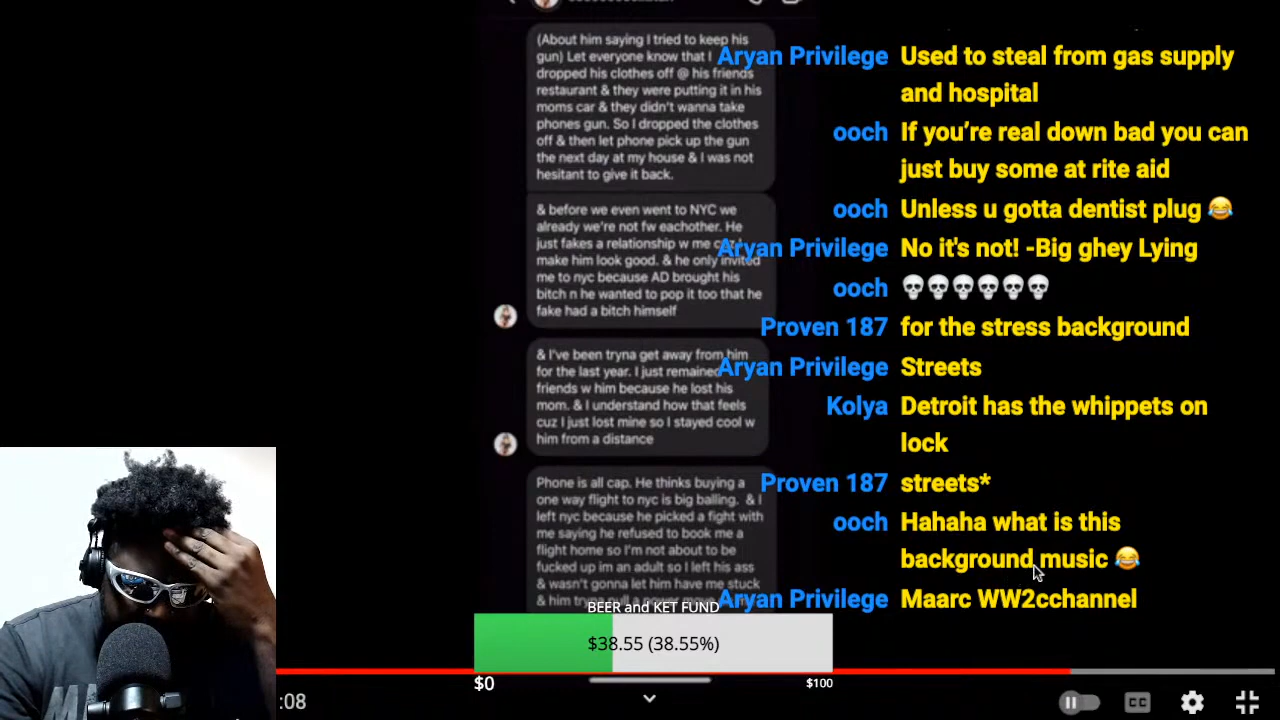 (About him saying I tried to keep his
gun) Let everyone know that I
dropped his clothes off @ his friends
restaurant & they were putting it in his
moms car & they didn't wanna take
phones gun. So I dropped the clothes
off & then let phone pick up the gun
the next day at my house & I was not
hesitant to give it back.
& before we even went to NYC we
already we're not fw eachother. He
just fakes a relationship w me cuz I
make him look good. & he only invited
me to nyc because AD brought his
bitch n he wanted to pop it too that he
fake had a bitch himself
& I've been tryna get away from him
for the last year. I just remained
friends w him because he lost his
mom. & I understand how that feels
cuz I just lost mine so I stayed cool w
him from a distance
Phone is all cap. He thinks buying a
one way flight to nyc is big balling. & I
left nyc because he picked a fight with
me saying he refused to book me a
flight home so I'm not about to be
fucked up im an adult so I left his ass
& wasn't gonna let him have me stuck
& him tryna pull a power move
Aryan Privilege Used to steal from gas supply
and hospital
ooch If you're real down bad you can
just buy some at rite aid
ooch Unless u gotta dentist plug 😂
Aryan Privilege No it's not! -Big ghey Lying
ooch 💀💀💀💀💀💀
Proven 187 for the stress background
Aryan Privilege Streets
Kolya Detroit has the whippets on
lock
Proven 187 streets*
ooch Hahaha what is this
background music 😂
Aryan Privilege Maarc WW2cchannel
BEER and KET FUND
$38.55 (38.55%)
$0
$100
:08
CC